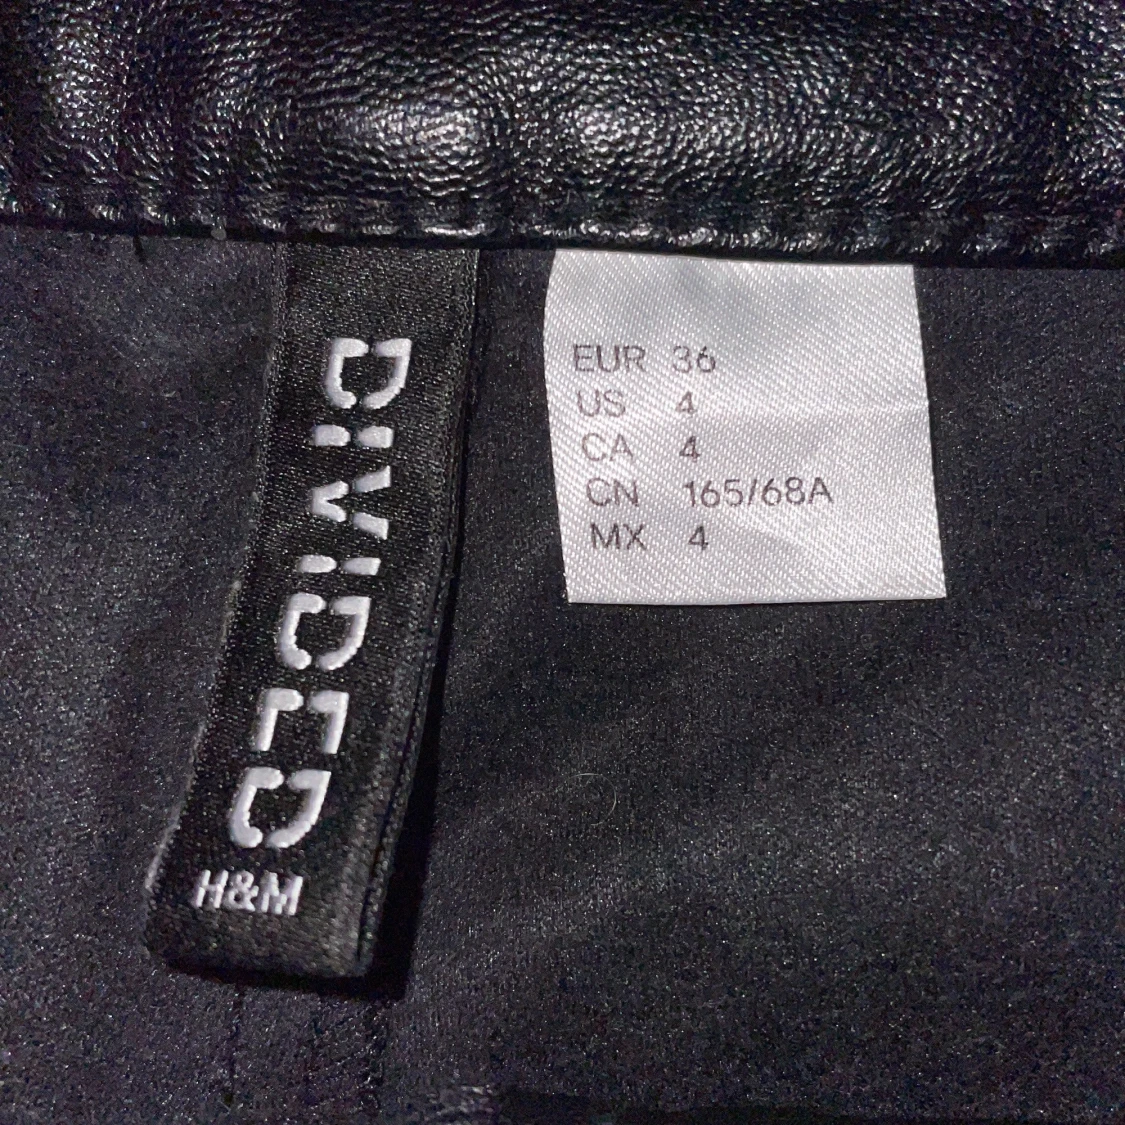 DIVIDED
H&M
EUR 36
US 4
CA 4
CN 165/68A
MX 4